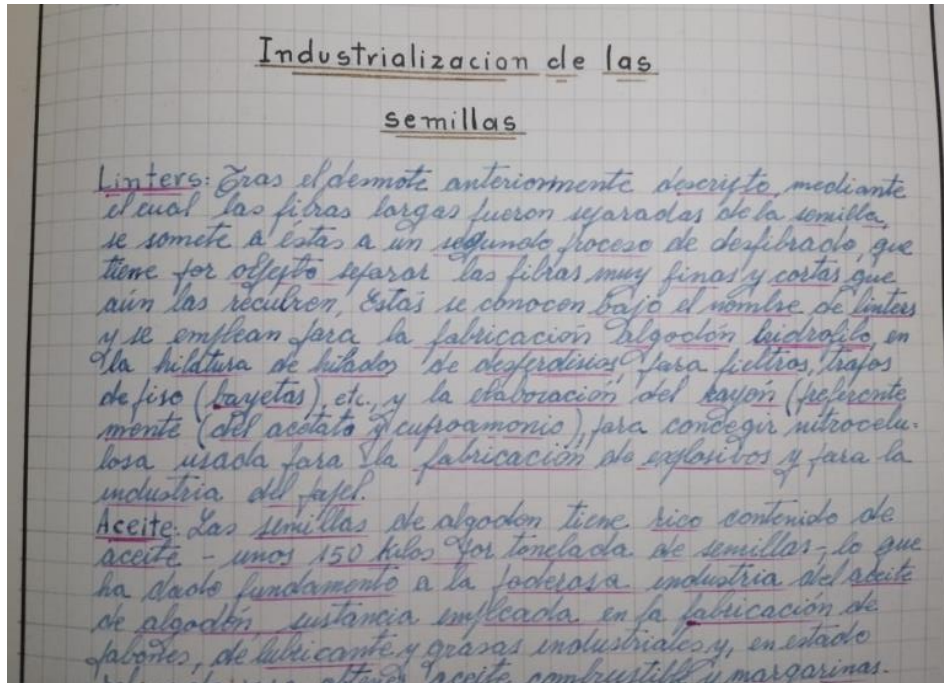 Industrializacion de las
semillas
Linters: Tras el desmote anteriormente descripto, mediante
el cual las fibras largas fueron separadas de la semilla,
se somete a éstas a un segundo proceso de desfibrado, que
tiene por objeto separar las fibras muy finas y cortas que
aún las recubren, Estas se conocen bajo el nombre de linters
y se emplean para la fabricación algodón hidrofilo, en
la hilatura de hilados de desperdisios, para fieltros, trapos
de piso (bayetas), etc., y la elaboración del rayón (preferente
mente (del acetato y cuproamonio), para concegir nitrocelu-
losa usada para la fabricación de explosibos y para la
industria del papel.
Aceite: Las semillas de algodon tiene rico contenido de
aceite - unos 150 kilos por tonelada de semillas-, lo que
ha dado fundamento a la poderosa industria del aceite
de algodón sustancia empleada en la fabricación de
jabones, de lubricante y grasas industriales y, en estado
aceite combustible y margarinas.